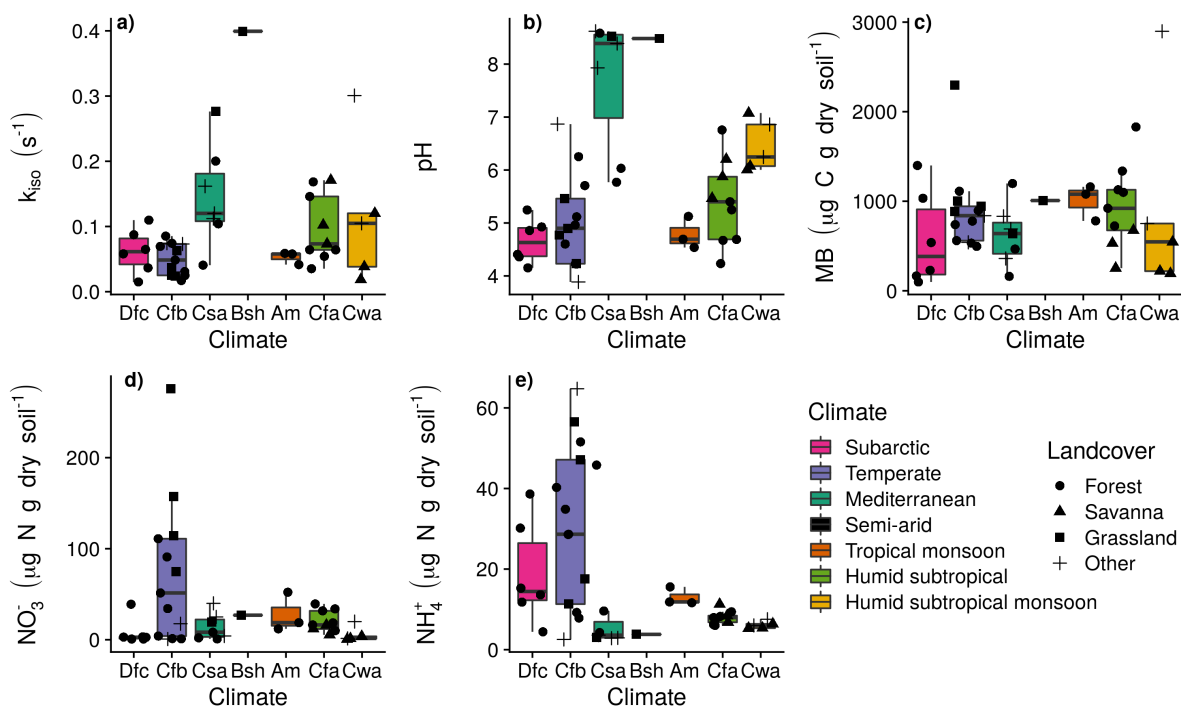 a)
0.4
0.3
0.2
0.1
0.0
k_iso (s^-1)
Dfc Cfb Csa Bsh Am Cfa Cwa
Climate
b)
8
7
6
5
4
pH
Dfc Cfb Csa Bsh Am Cfa Cwa
Climate
c)
3000
2000
1000
0
MB (μg C g dry soil^-1)
Dfc Cfb Csa Bsh Am Cfa Cwa
Climate
d)
200
100
0
NO_3^- (μg N g dry soil^-1)
Dfc Cfb Csa Bsh Am Cfa Cwa
Climate
e)
60
40
20
0
NH_4^+ (μg N g dry soil^-1)
Dfc Cfb Csa Bsh Am Cfa Cwa
Climate
Climate
Subarctic
Temperate
Mediterranean
Semi-arid
Tropical monsoon
Humid subtropical
Humid subtropical monsoon
Landcover
Forest
Savanna
Grassland
Other